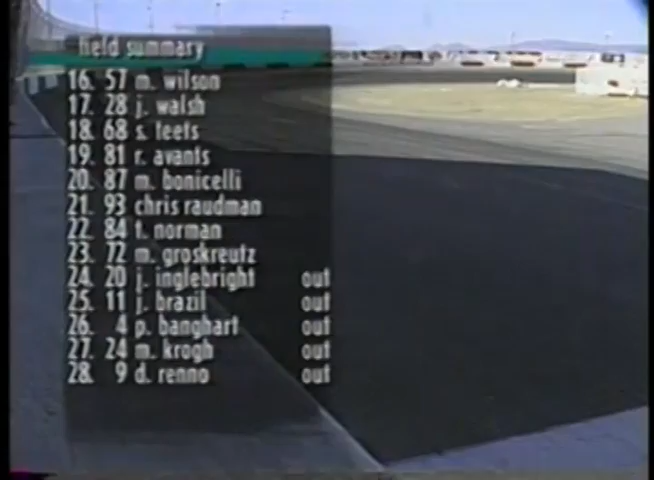 field summary
16. 57 m. wilson
17. 28 j. walsh
18. 68 s. teets
19. 81 r. avants
20. 87 m. bonicelli
21. 93 chris raudman
22. 84 t. norman
23. 72 m. groskreutz
24. 20 j. inglebright out
25. 11 j. brazil out
26. 4 p. banghart out
27. 24 m. krogh out
28. 9 d. renno out